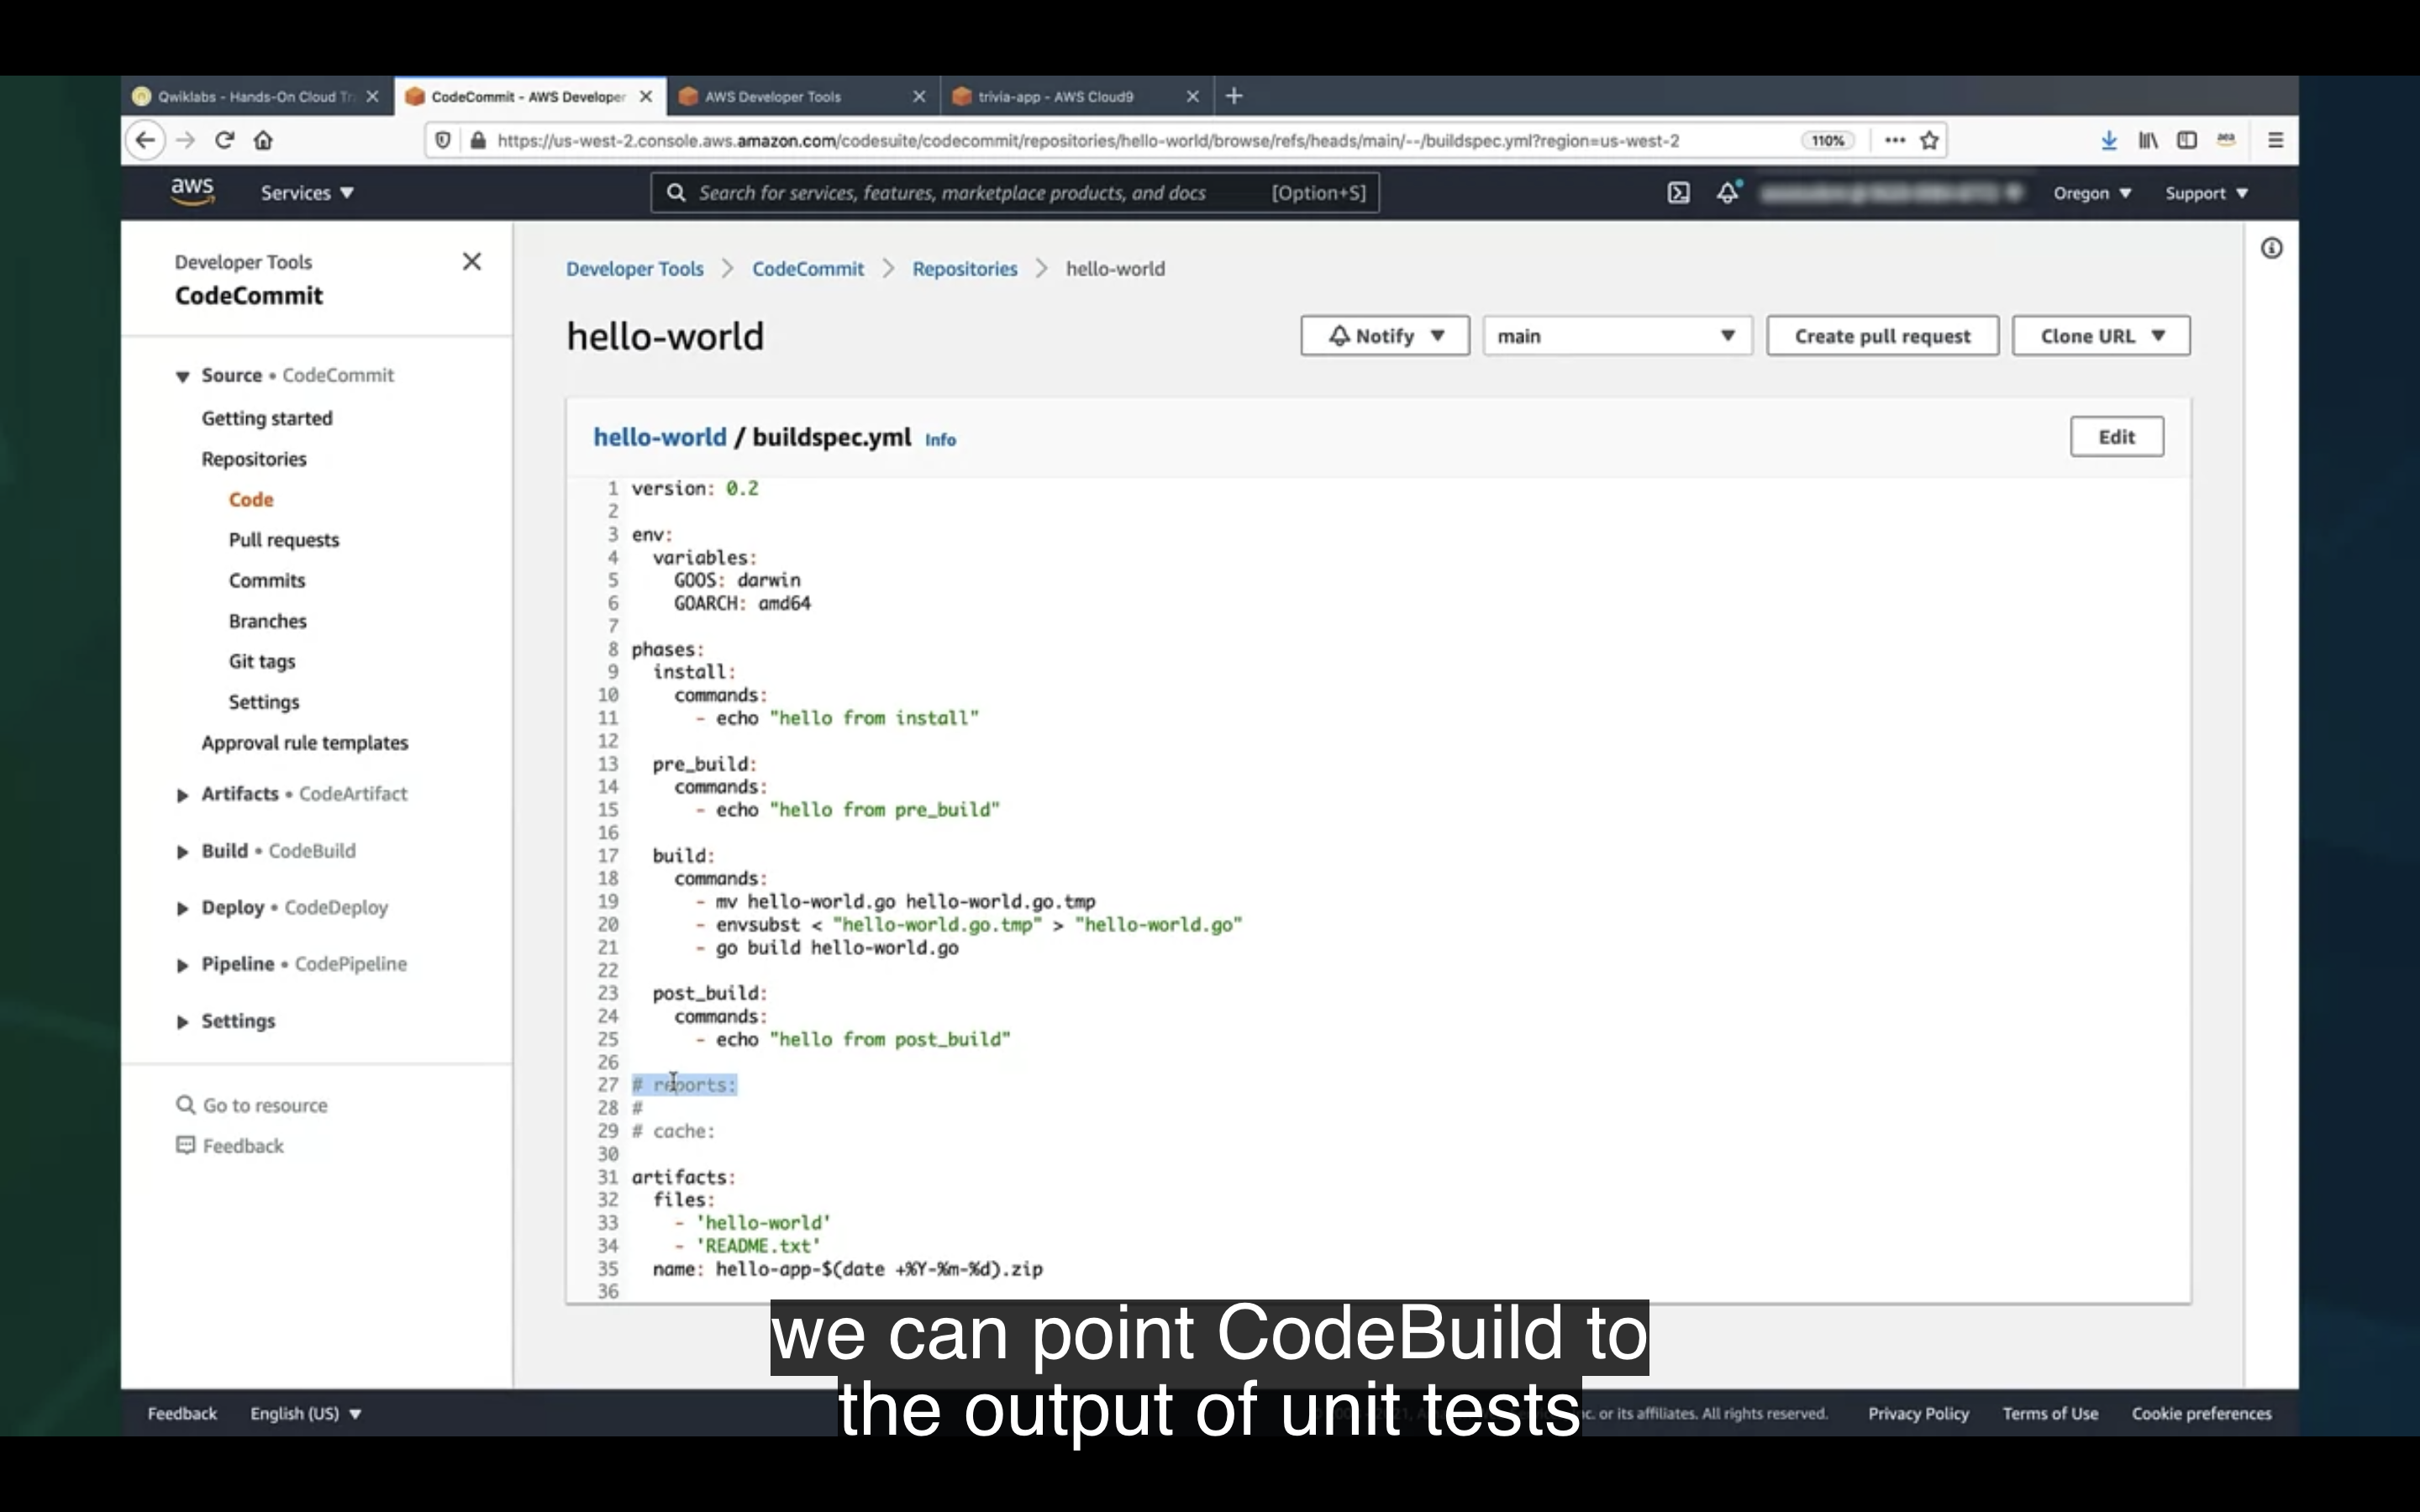 Qwiklabs - Hands-On Cloud Tr
CodeCommit - AWS Developer
AWS Developer Tools
trivia-app - AWS Cloud9
https://us-west-2.console.aws.amazon.com/codesuite/codecommit/repositories/hello-world/browse/refs/heads/main/--/buildspec.yml?region=us-west-2
110%
aws
Services
Search for services, features, marketplace products, and docs
[Option+S]
Oregon
Support
Developer Tools
CodeCommit
Source • CodeCommit
Getting started
Repositories
Code
Pull requests
Commits
Branches
Git tags
Settings
Approval rule templates
Artifacts • CodeArtifact
Build • CodeBuild
Deploy • CodeDeploy
Pipeline • CodePipeline
Settings
Go to resource
Feedback
Developer Tools > CodeCommit > Repositories > hello-world
hello-world
Notify
main
Create pull request
Clone URL
hello-world / buildspec.yml Info
Edit
1 version: 0.2
2
3 env:
4   variables:
5     GOOS: darwin
6     GOARCH: amd64
7
8 phases:
9   install:
10     commands:
11       - echo "hello from install"
12
13   pre_build:
14     commands:
15       - echo "hello from pre_build"
16
17   build:
18     commands:
19       - mv hello-world.go hello-world.go.tmp
20       - envsubst < "hello-world.go.tmp" > "hello-world.go"
21       - go build hello-world.go
22
23   post_build:
24     commands:
25       - echo "hello from post_build"
26
27 # reports:
28 #
29 # cache:
30
31 artifacts:
32   files:
33     - 'hello-world'
34     - 'README.txt'
35   name: hello-app-$(date +%Y-%m-%d).zip
36
we can point CodeBuild to
the output of unit tests
Feedback
English (US)
or its affiliates. All rights reserved.
Privacy Policy
Terms of Use
Cookie preferences